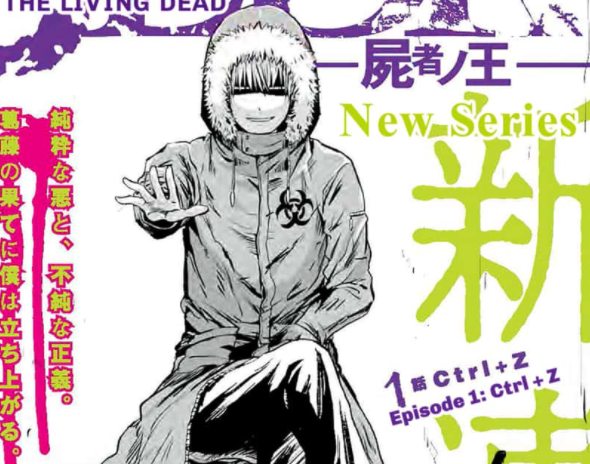 THE LIVING DEAD
屍者ノ王
New Series
新連
純粋な悪と、不純な正義。
葛藤の果てに僕は立ち上がる。
1話 Ctrl+Z
Episode 1: Ctrl+Z